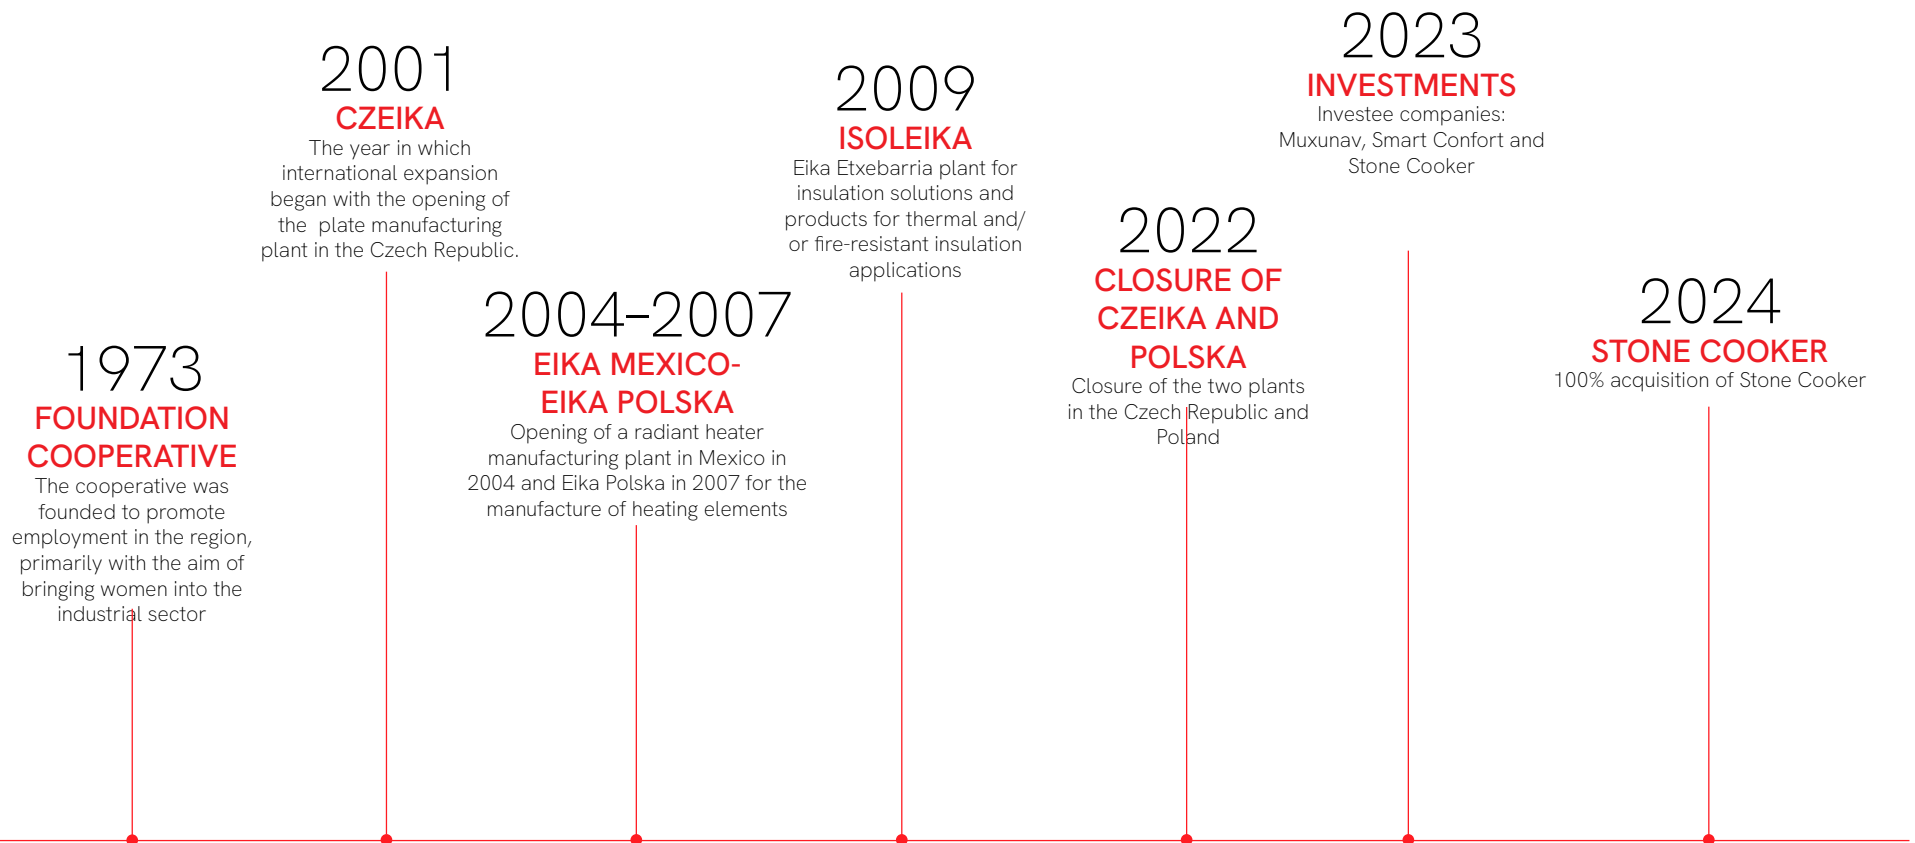 1973
FOUNDATION
COOPERATIVE
The cooperative was
founded to promote
employment in the region,
primarily with the aim of
bringing women into the
industrial sector
2001
CZEIKA
The year in which
international expansion
began with the opening of
the  plate manufacturing
plant in the Czech Republic.
2004–2007
EIKA MEXICO-
EIKA POLSKA
Opening of a radiant heater
manufacturing plant in Mexico in
2004 and Eika Polska in 2007 for the
manufacture of heating elements
2009
ISOLEIKA
Eika Etxebarria plant for
insulation solutions and
products for thermal and/
or fire-resistant insulation
applications
2022
CLOSURE OF
CZEIKA AND
POLSKA
Closure of the two plants
in the Czech Republic and
Poland
2023
INVESTMENTS
Investee companies:
Muxunav, Smart Confort and
Stone Cooker
2024
STONE COOKER
100% acquisition of Stone Cooker